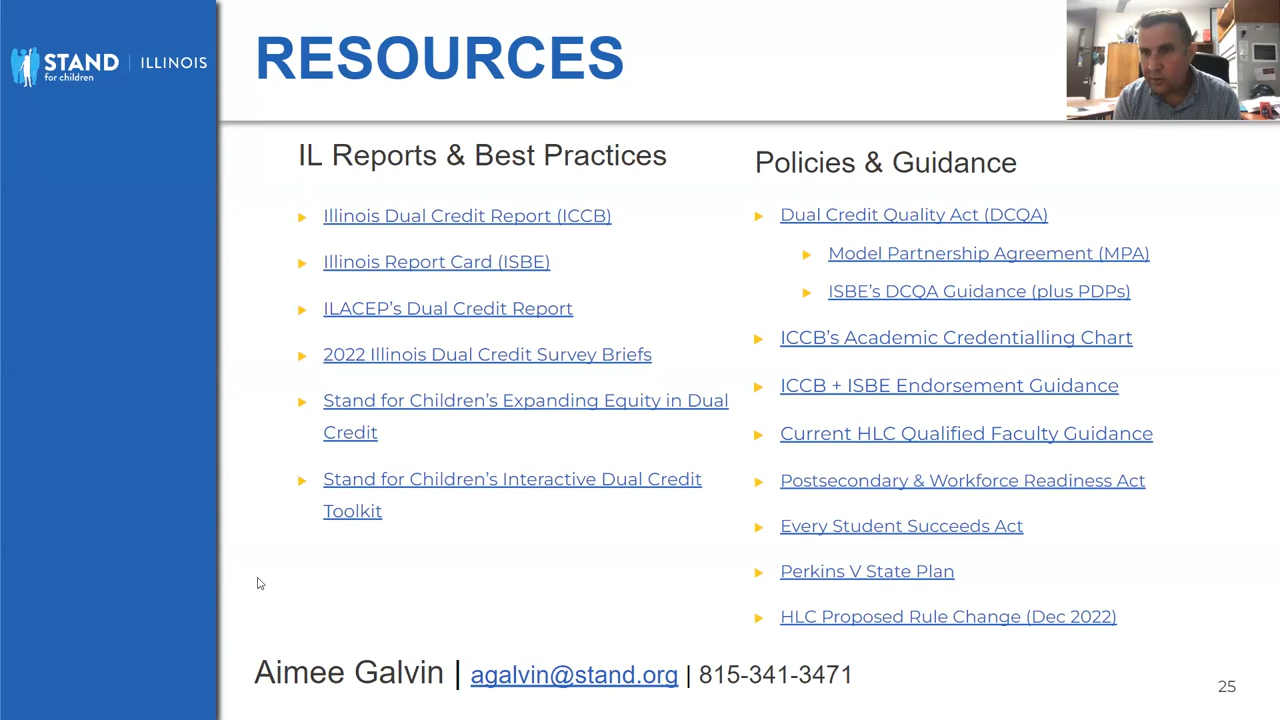 STAND
for children
ILLINOIS
RESOURCES
IL Reports & Best Practices
Illinois Dual Credit Report (ICCB)
Illinois Report Card (ISBE)
ILACEP's Dual Credit Report
2022 Illinois Dual Credit Survey Briefs
Stand for Children's Expanding Equity in Dual
Credit
Stand for Children's Interactive Dual Credit
Toolkit
Policies & Guidance
Dual Credit Quality Act (DCQA)
Model Partnership Agreement (MPA)
ISBE's DCQA Guidance (plus PDPs)
ICCB's Academic Credentialling Chart
ICCB + ISBE Endorsement Guidance
Current HLC Qualified Faculty Guidance
Postsecondary & Workforce Readiness Act
Every Student Succeeds Act
Perkins V State Plan
HLC Proposed Rule Change (Dec 2022)
Aimee Galvin | agalvin@stand.org | 815-341-3471
25